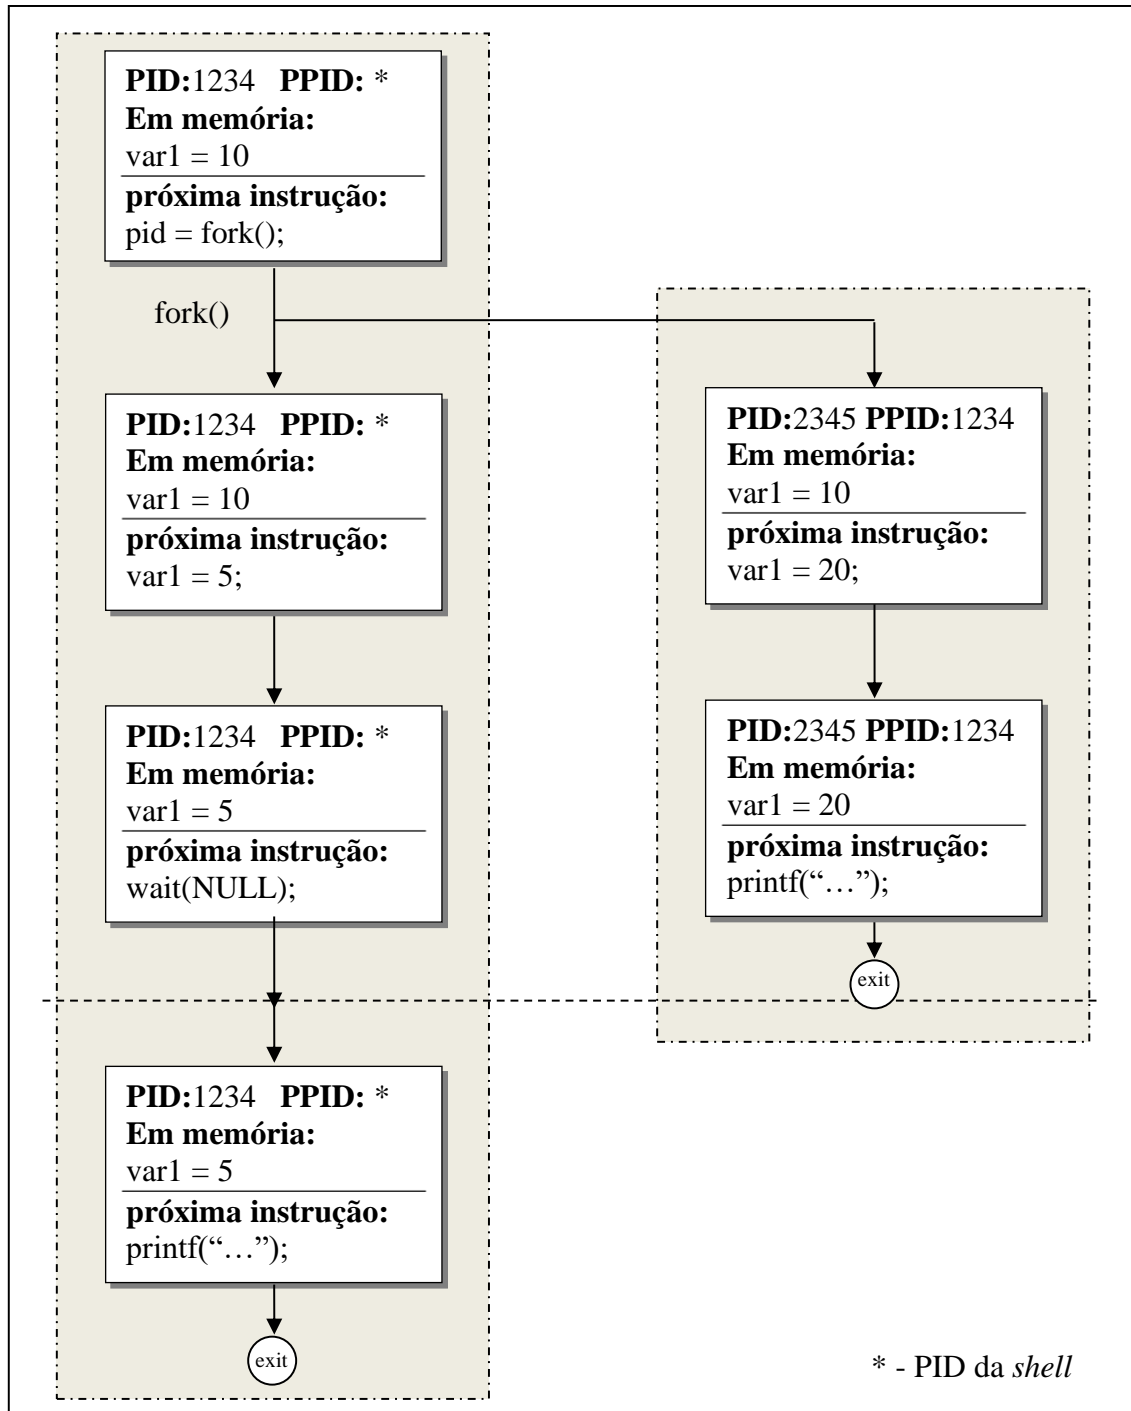 PID:1234 PPID: *
Em memória:
var1 = 10
próxima instrução:
pid = fork();
fork()
PID:1234 PPID: *
Em memória:
var1 = 10
próxima instrução:
var1 = 5;
PID:2345 PPID:1234
Em memória:
var1 = 10
próxima instrução:
var1 = 20;
PID:1234 PPID: *
Em memória:
var1 = 5
próxima instrução:
wait(NULL);
PID:2345 PPID:1234
Em memória:
var1 = 20
próxima instrução:
printf(“…”);
exit
PID:1234 PPID: *
Em memória:
var1 = 5
próxima instrução:
printf(“…”);
exit
* - PID da shell